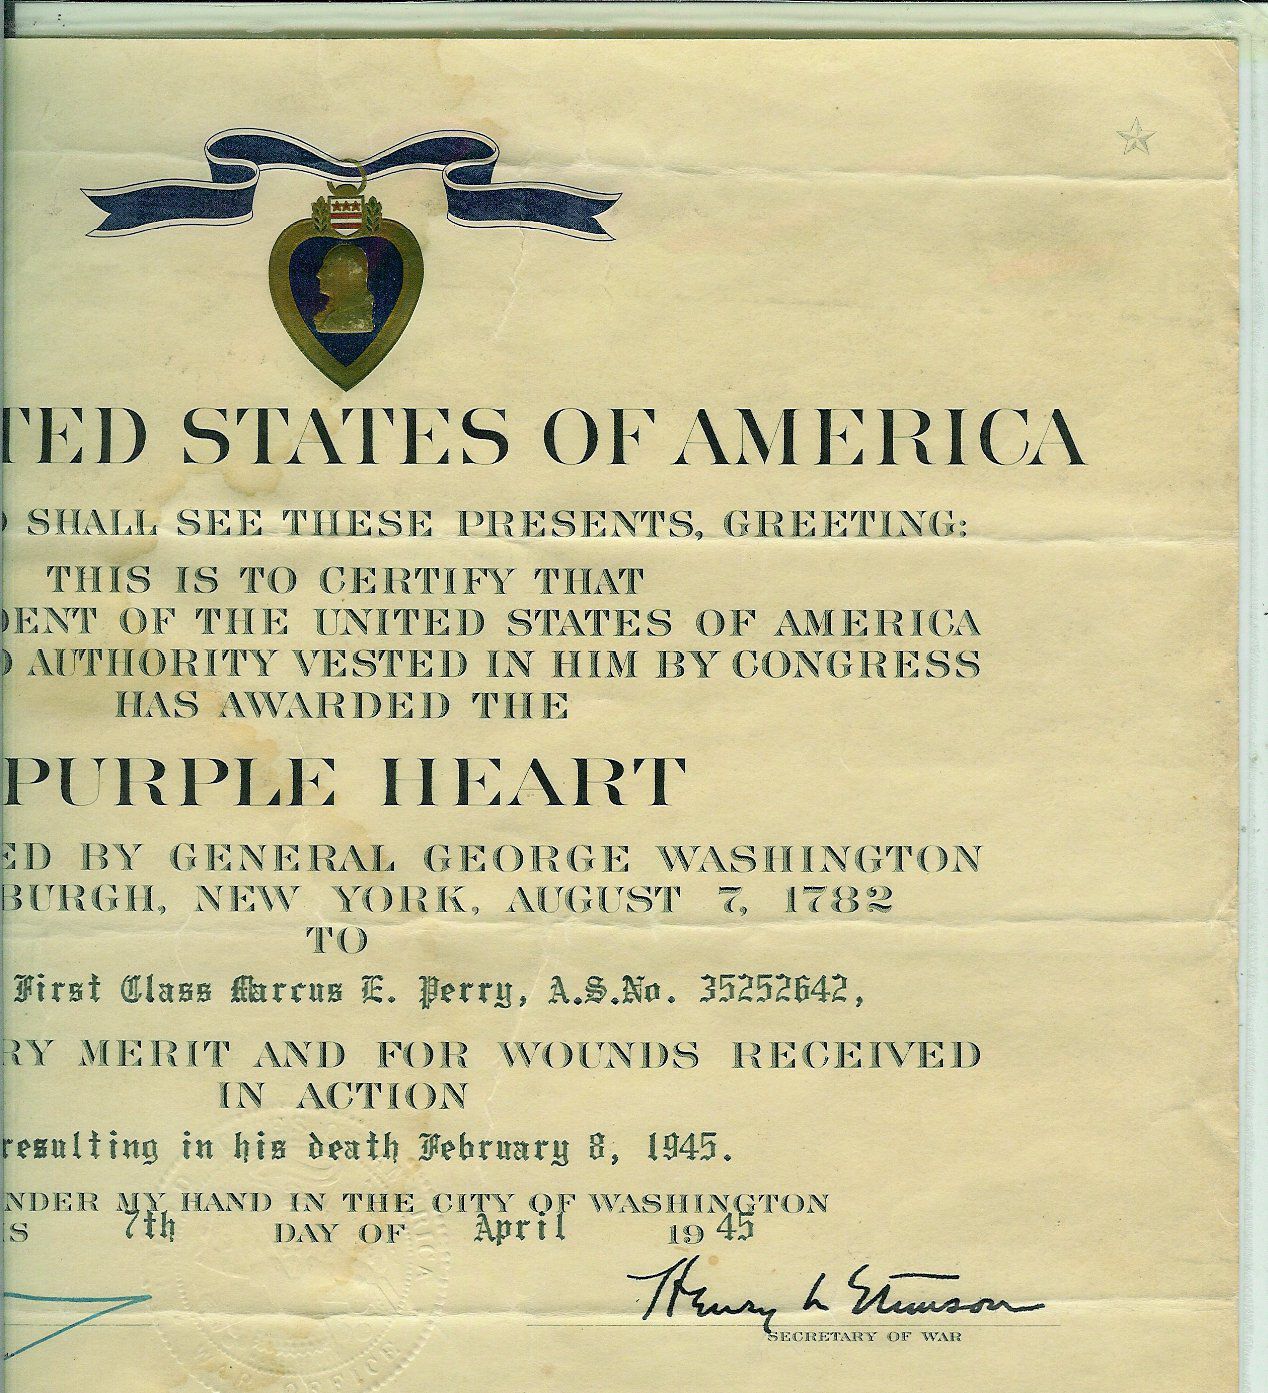 TED STATES OF AMERICA
SHALL SEE THESE PRESENTS, GREETING:
THIS IS TO CERTIFY THAT
DENT OF THE UNITED STATES OF AMERICA
AUTHORITY VESTED IN HIM BY CONGRESS
HAS AWARDED THE
PURPLE HEART
ED BY GENERAL GEORGE WASHINGTON
BURGH, NEW YORK, AUGUST 7, 1782
TO
First Class Marcus E. Perry, A.S.No. 35252642,
RY MERIT AND FOR WOUNDS RECEIVED
IN ACTION
resulting in his death February 8, 1945.
NDER MY HAND IN THE CITY OF WASHINGTON
IS 7th DAY OF April 1945
Henry L Stimson
SECRETARY OF WAR